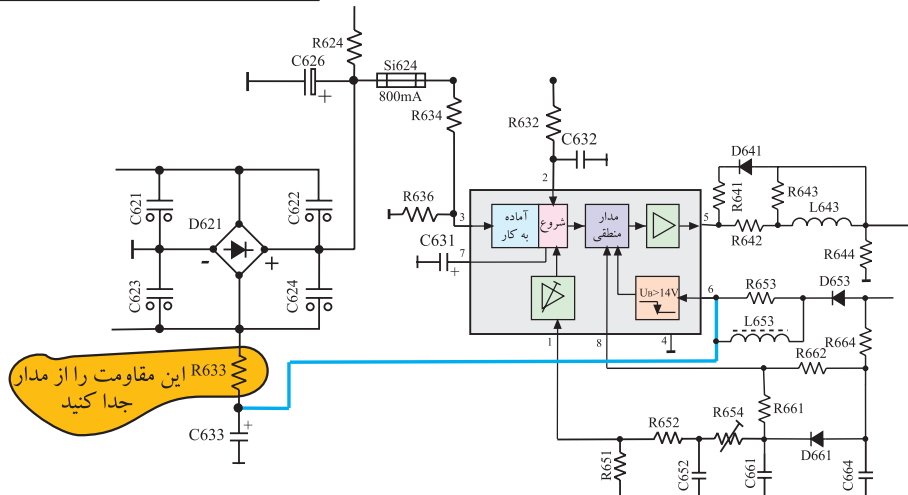 R624
C626
+
Si624
800mA
R634
R632
C632
2
D641
R641
R643
L643
R642
R644
C621
C622
D621
-
+
C623
C624
R636
3
C631
+
7
آماده
به کار
شروع
مدار
منطقی
5
U_B>14V
6
1
8
4
R653
D653
L653
R664
R662
R661
این مقاومت را از مدار
جدا کنید
R633
+
C633
R652
R654
R651
C652
C661
D661
C664